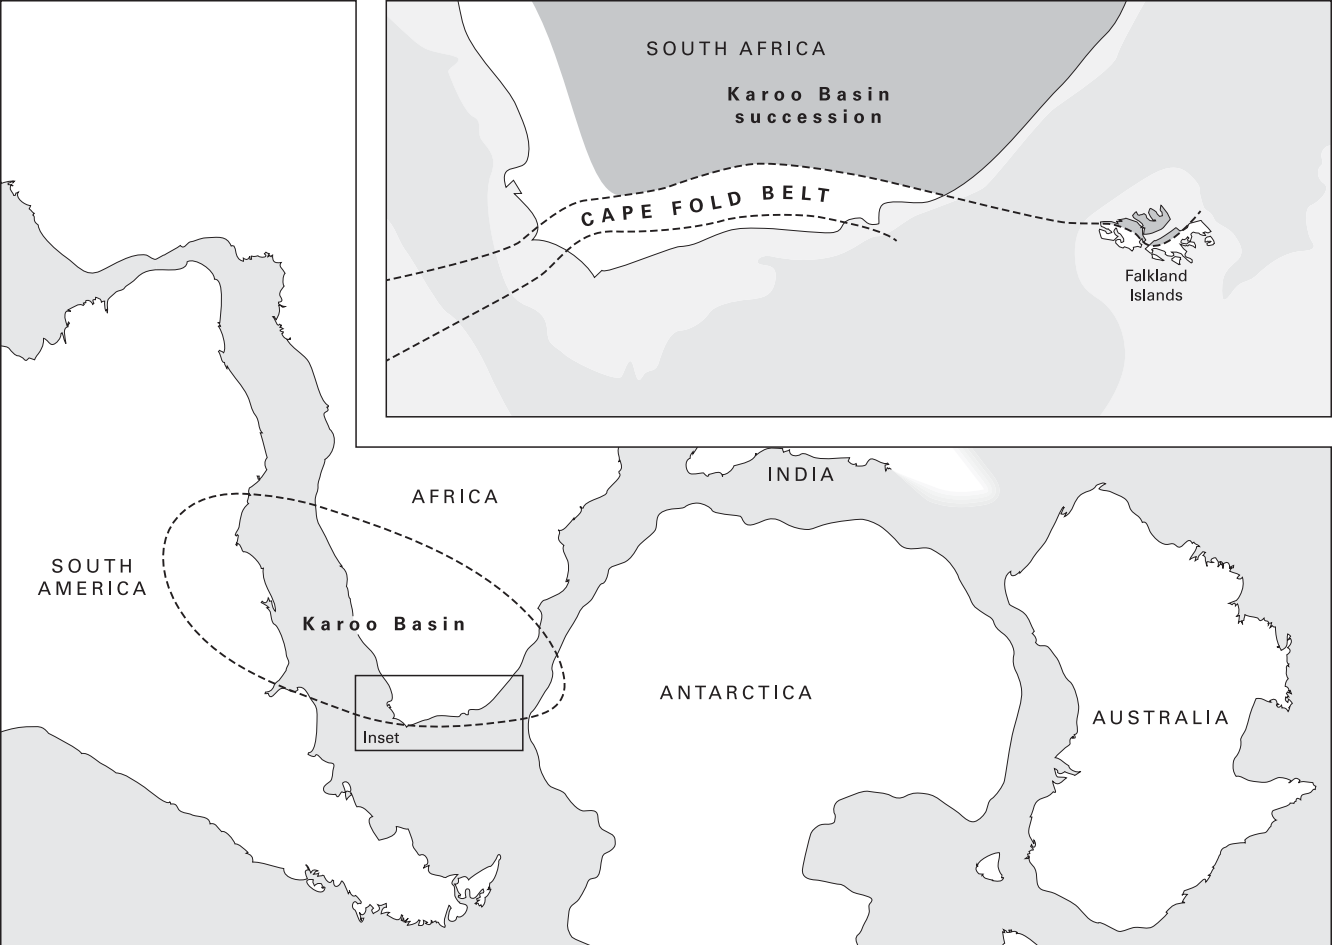 SOUTH AFRICA
Karoo Basin
succession
CAPE FOLD BELT
Falkland
Islands
INDIA
AFRICA
SOUTH
AMERICA
Karoo Basin
ANTARCTICA
AUSTRALIA
Inset